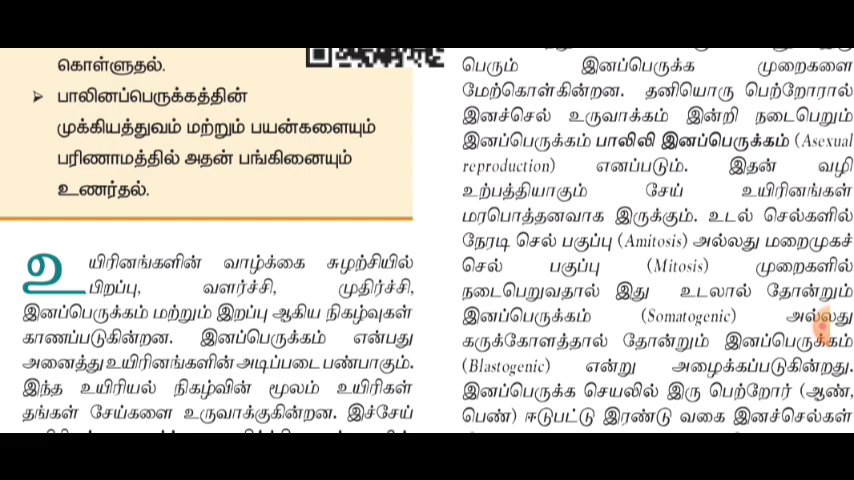 கொள்ளுதல்.
➤ பாலினப்பெருக்கத்தின்
முக்கியத்துவம் மற்றும் பயன்களையும்
பரிணாமத்தில் அதன் பங்கினையும்
உணர்தல்.
உயிரினங்களின் வாழ்க்கை சுழற்சியில்
பிறப்பு, வளர்ச்சி, முதிர்ச்சி,
இனப்பெருக்கம் மற்றும் இறப்பு ஆகிய நிகழ்வுகள்
காணப்படுகின்றன. இனப்பெருக்கம் என்பது
அனைத்து உயிரினங்களின் அடிப்படை பண்பாகும்.
இந்த உயிரியல் நிகழ்வின் மூலம் உயிரிகள்
தங்கள் சேய்களை உருவாக்குகின்றன. இச்சேய்
பெரும் இனப்பெருக்க முறைகளை
மேற்கொள்கின்றன. தனியொரு பெற்றோரால்
இனச்செல் உருவாக்கம் இன்றி நடைபெறும்
இனப்பெருக்கம் பாலிலி இனப்பெருக்கம் (Asexual
reproduction) எனப்படும். இதன் வழி
உற்பத்தியாகும் சேய் உயிரினங்கள்
மரபொத்தனவாக இருக்கும். உடல் செல்களில்
நேரடி செல் பகுப்பு (Amitosis) அல்லது மறைமுகச்
செல் பகுப்பு (Mitosis) முறைகளில்
நடைபெறுவதால் இது உடலால் தோன்றும்
இனப்பெருக்கம் (Somatogenic) அல்லது
கருக்கோளத்தால் தோன்றும் இனப்பெருக்கம்
(Blastogenic) என்று அழைக்கப்படுகின்றது.
இனப்பெருக்க செயலில் இரு பெற்றோர் (ஆண்,
பெண்) ஈடுபட்டு இரண்டு வகை இனச்செல்கள்